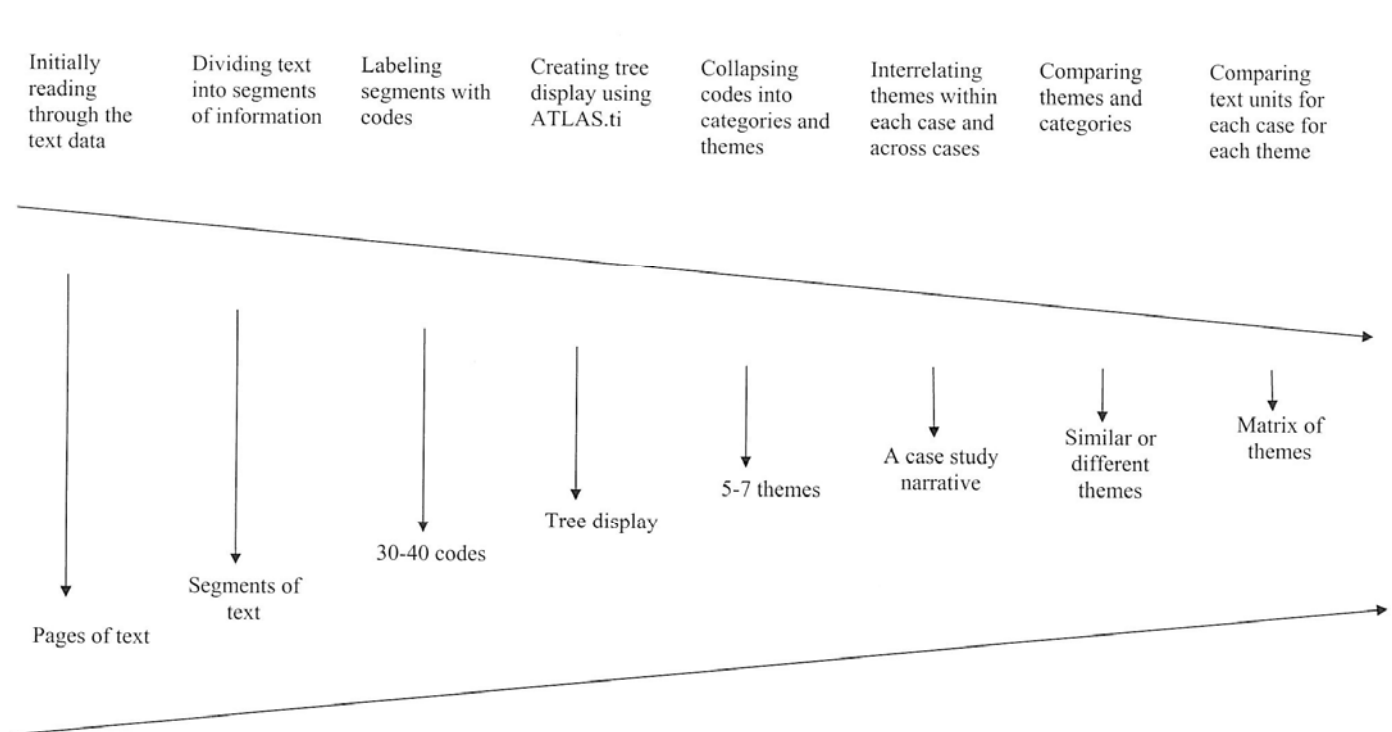 Initially
reading
through the
text data
Dividing text
into segments
of information
Labeling
segments with
codes
Creating tree
display using
ATLAS.ti
Collapsing
codes into
categories and
themes
Interrelating
themes within
each case and
across cases
Comparing
themes and
categories
Comparing
text units for
each case for
each theme
Pages of text
Segments of
text
30-40 codes
Tree display
5-7 themes
A case study
narrative
Similar or
different
themes
Matrix of
themes